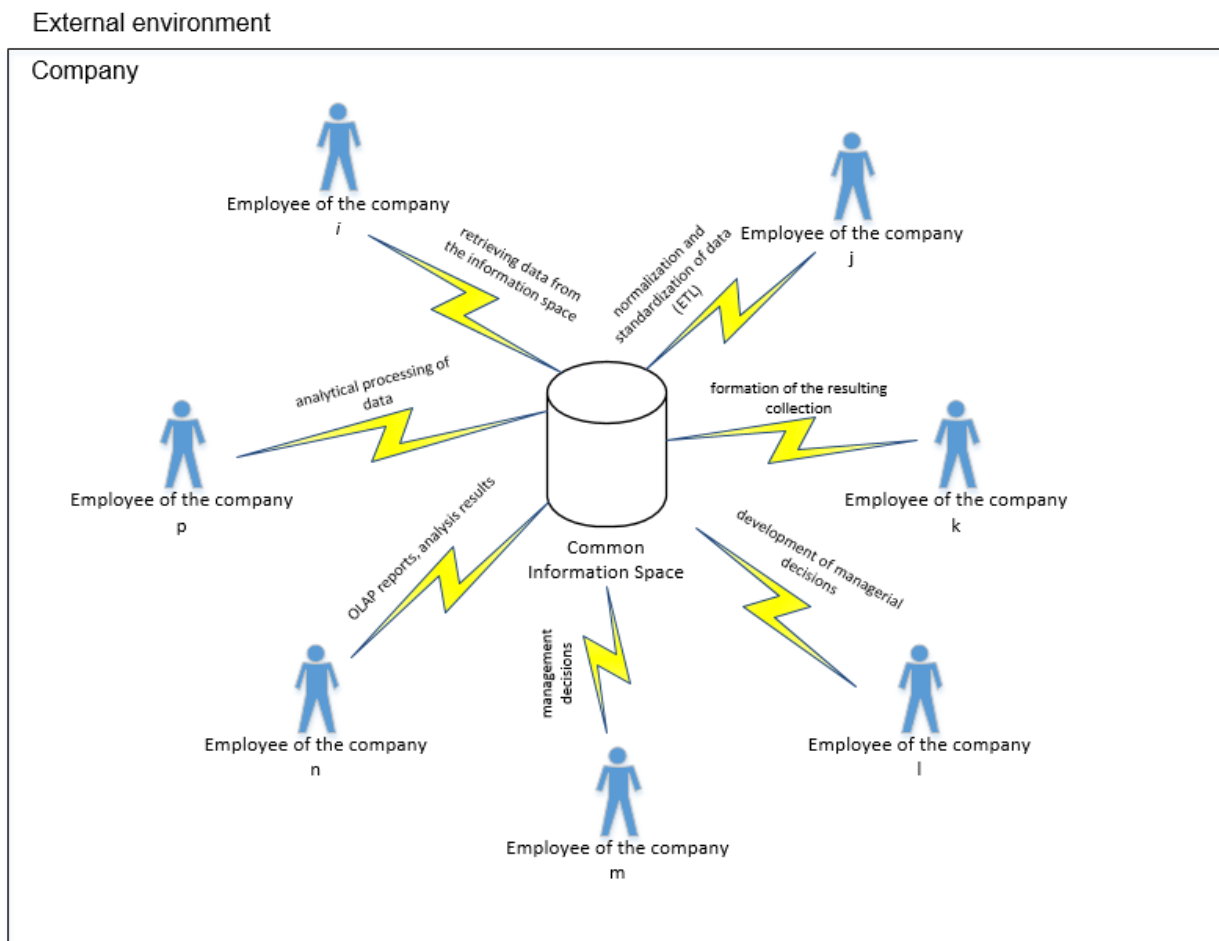 External environment
Company
Employee of the company
i
retrieving data from
the information space
normalization and
standardization of data
(ETL)
Employee of the company
j
analytical processing of
data
Employee of the company
p
formation of the resulting
collection
Employee of the company
k
Common
Information Space
OLAP reports, analysis results
Employee of the company
n
management
decisions
Employee of the company
m
development of managerial
decisions
Employee of the company
l